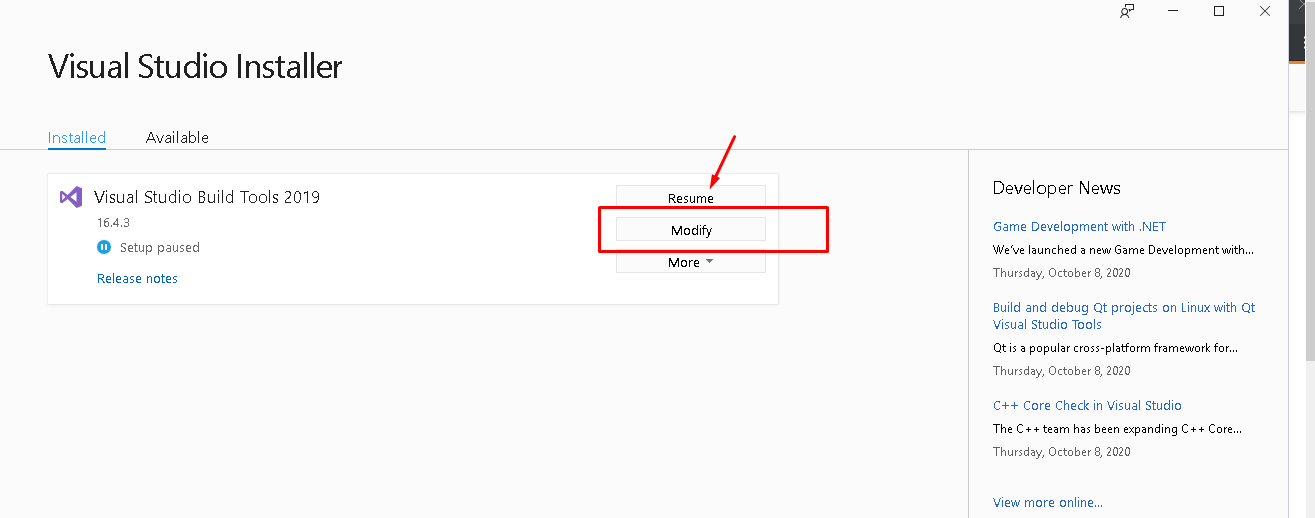 Visual Studio Installer
Installed
Available
Visual Studio Build Tools 2019
16.4.3
Setup paused
Release notes
Resume
Modify
More
Developer News
Game Development with .NET
We've launched a new Game Development with...
Thursday, October 8, 2020
Build and debug Qt projects on Linux with Qt
Visual Studio Tools
Qt is a popular cross-platform framework for...
Thursday, October 8, 2020
C++ Core Check in Visual Studio
The C++ team has been expanding C++ Core...
Thursday, October 8, 2020
View more online...